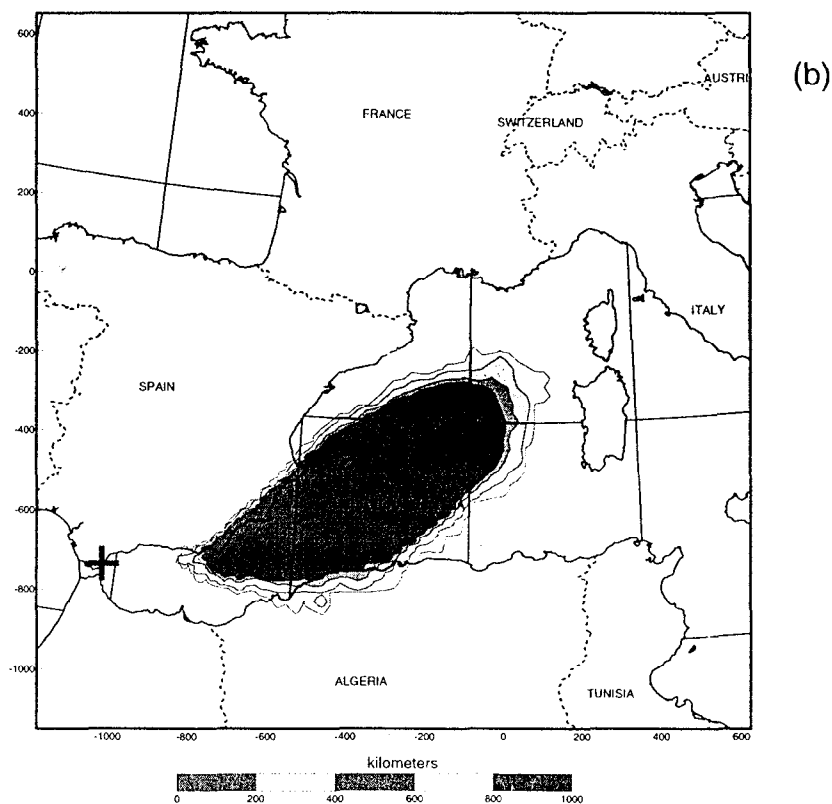 (b)
600
400
200
0
-200
-400
-600
-800
-1000
FRANCE
AUSTRI
SWITZERLAND
ITALY
SPAIN
ALGERIA
TUNISIA
-1000 -800 -600 -400 -200 0 200 400 600
kilometers
0 200 400 600 800 1000